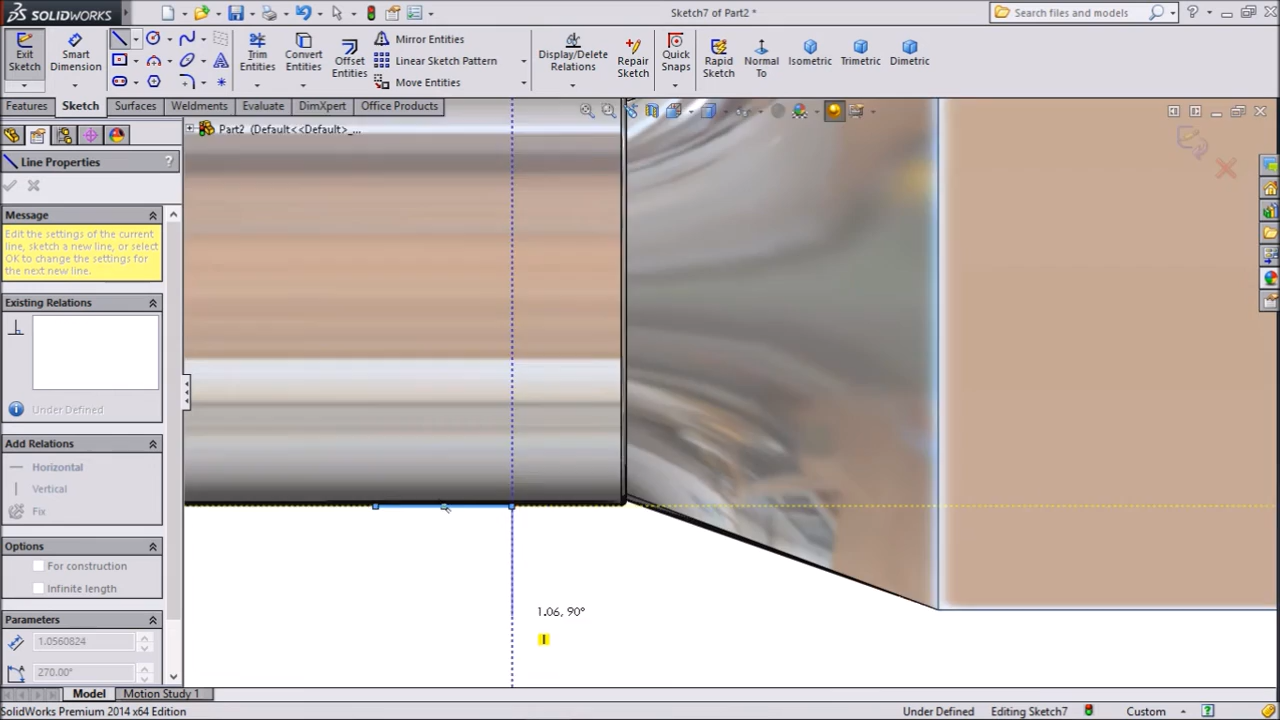 SOLIDWORKS
Sketch7 of Part2 *
Search files and models
Exit Sketch
Smart Dimension
Trim Entities
Convert Entities
Offset Entities
Mirror Entities
Linear Sketch Pattern
Move Entities
Display/Delete Relations
Repair Sketch
Quick Snaps
Rapid Sketch
Normal To
Isometric
Trimetric
Dimetric
Features
Sketch
Surfaces
Weldments
Evaluate
DimXpert
Office Products
Part2 (Default<<Default>_...
Line Properties
?
Message
Edit the settings of the current
line, sketch a new line, or select
OK to change the settings for
the next new line.
Existing Relations
Under Defined
Add Relations
Horizontal
Vertical
Fix
Options
For construction
Infinite length
Parameters
1.0560824
270.00°
1.06, 90°
Model
Motion Study 1
SolidWorks Premium 2014 x64 Edition
Under Defined
Editing Sketch7
Custom